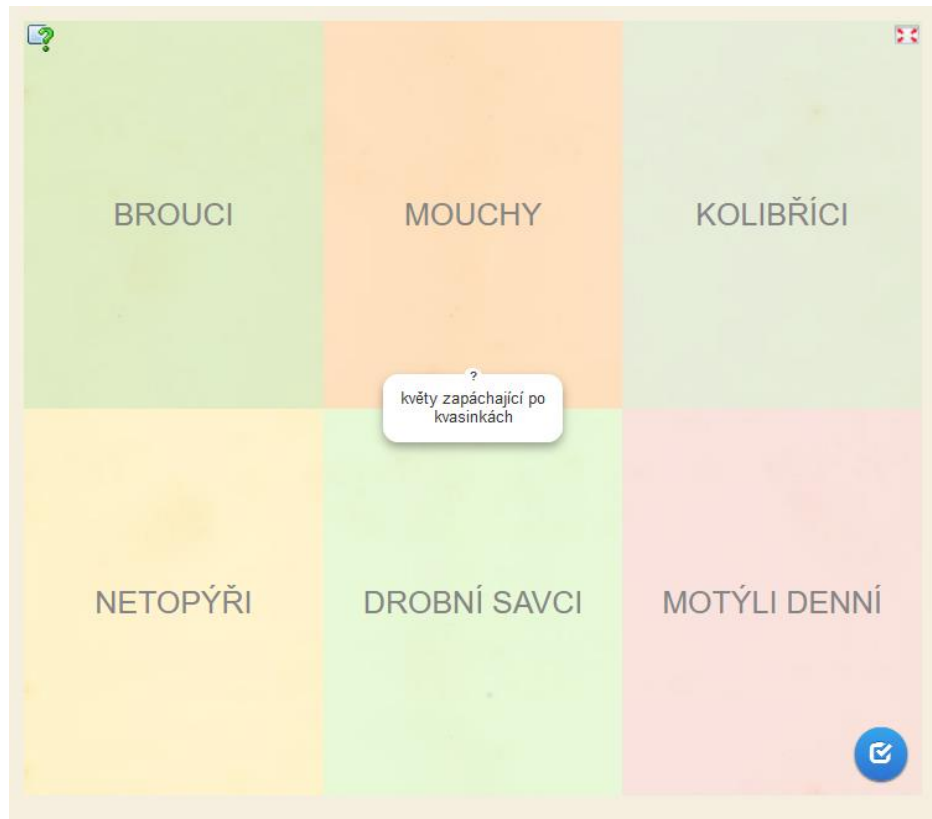 BROUCI
MOUCHY
KOLIBŘÍCI
?
květy zapáchající po
kvasinkách
NETOPÝŘI
DROBNÍ SAVCI
MOTÝLI DENNÍ